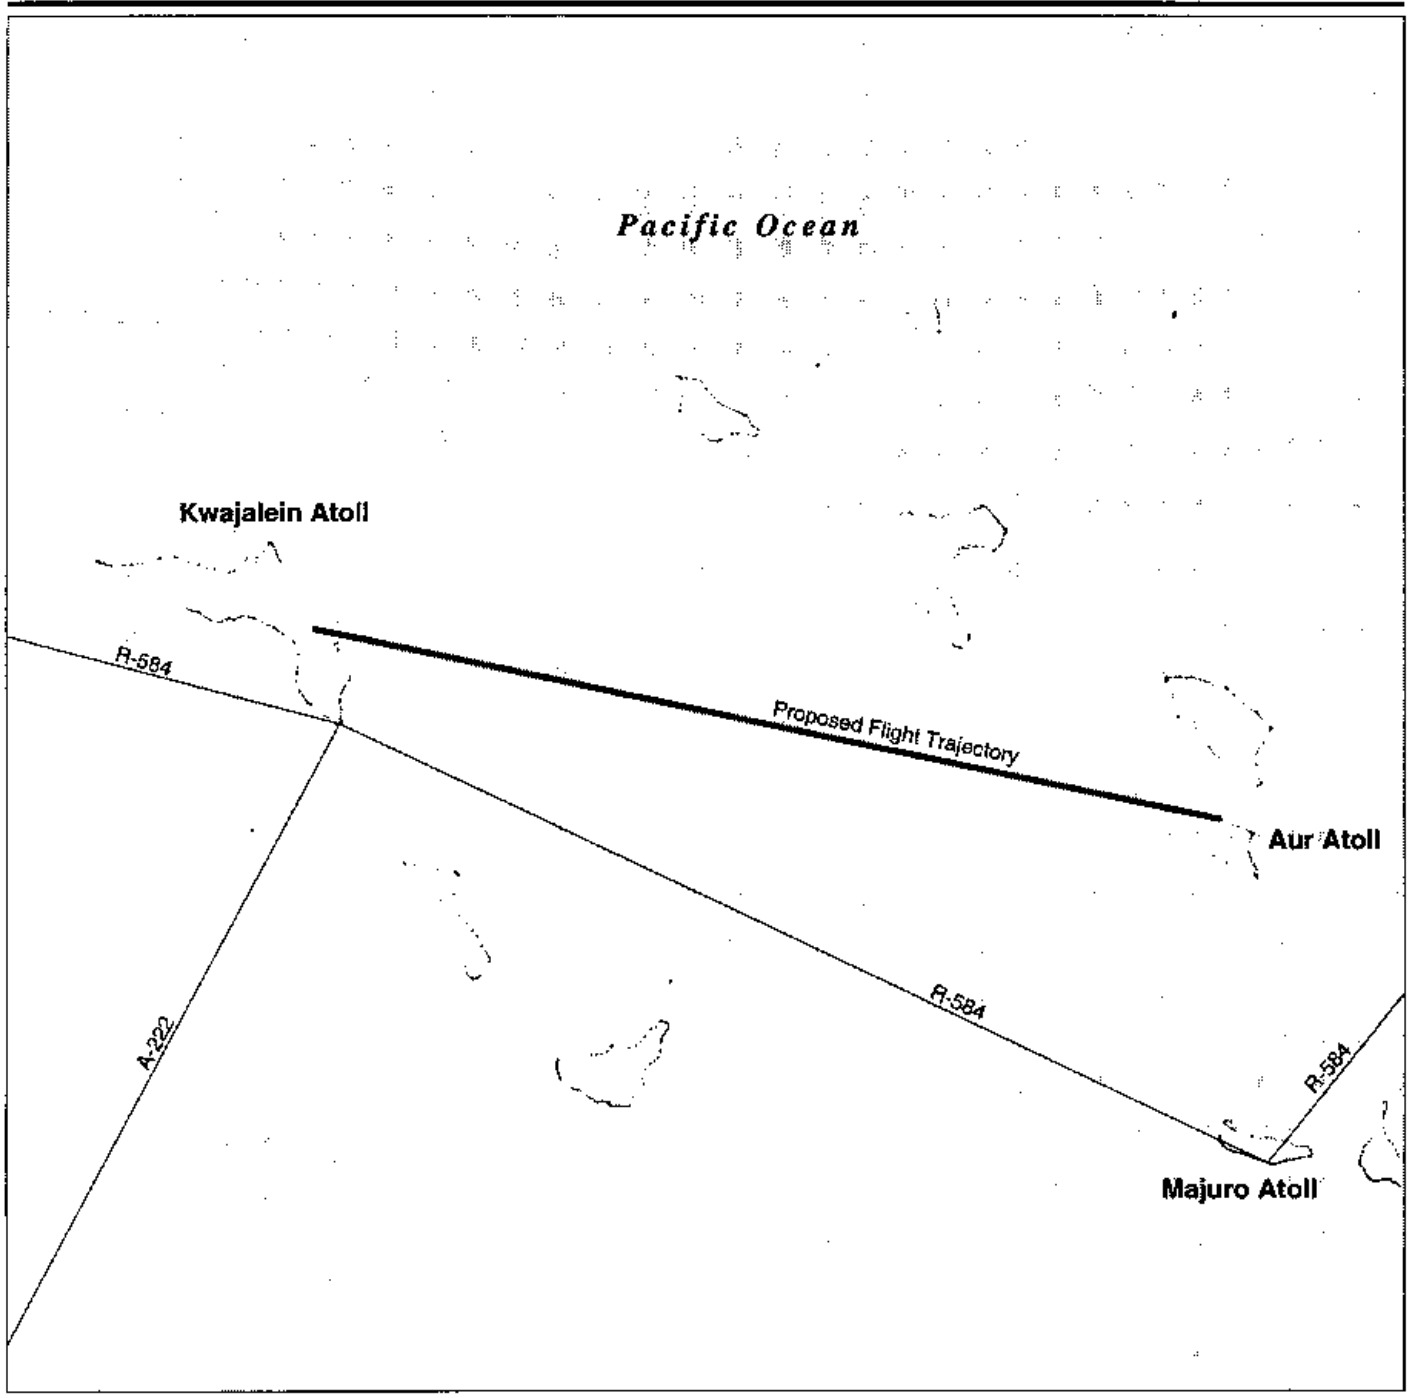 Pacific Ocean
Kwajalein Atoll
R-584
Proposed Flight Trajectory
Aur Atoll
R-584
A-222
R-584
Majuro Atoll